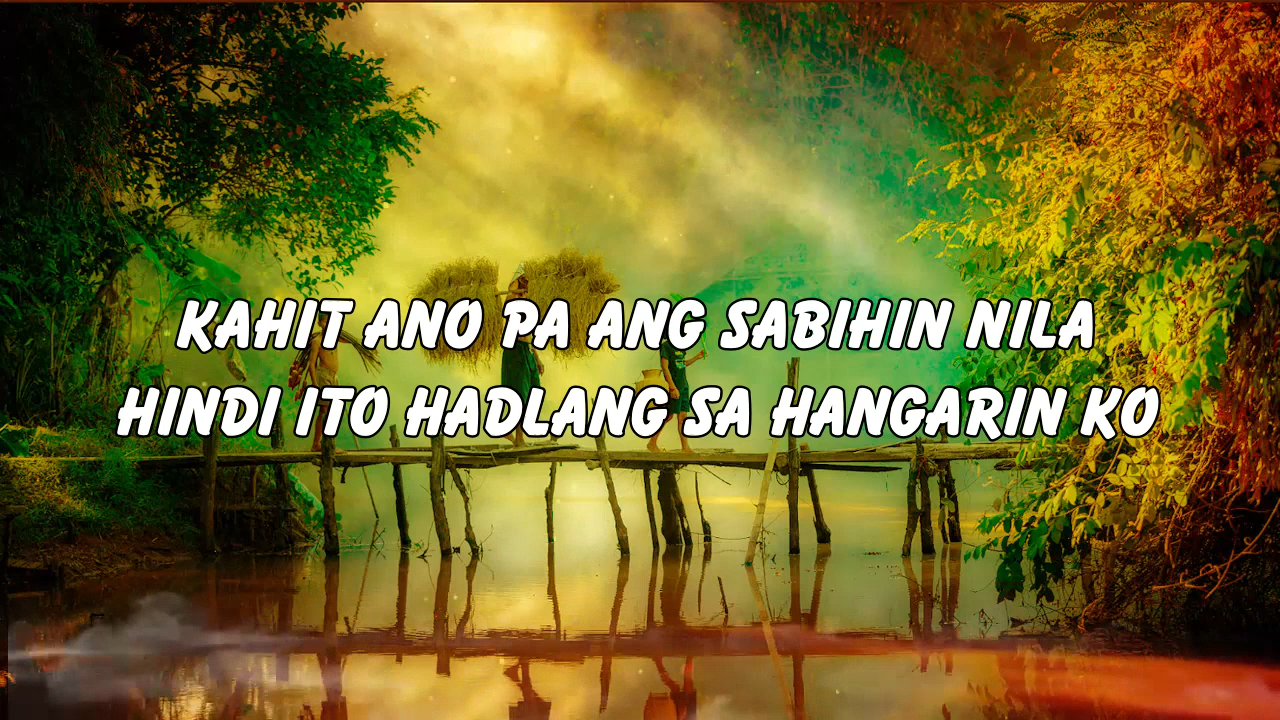 KAHIT ANO PA ANG SABIHIN NILA
HINDI ITO HADLANG SA HANGARIN KO